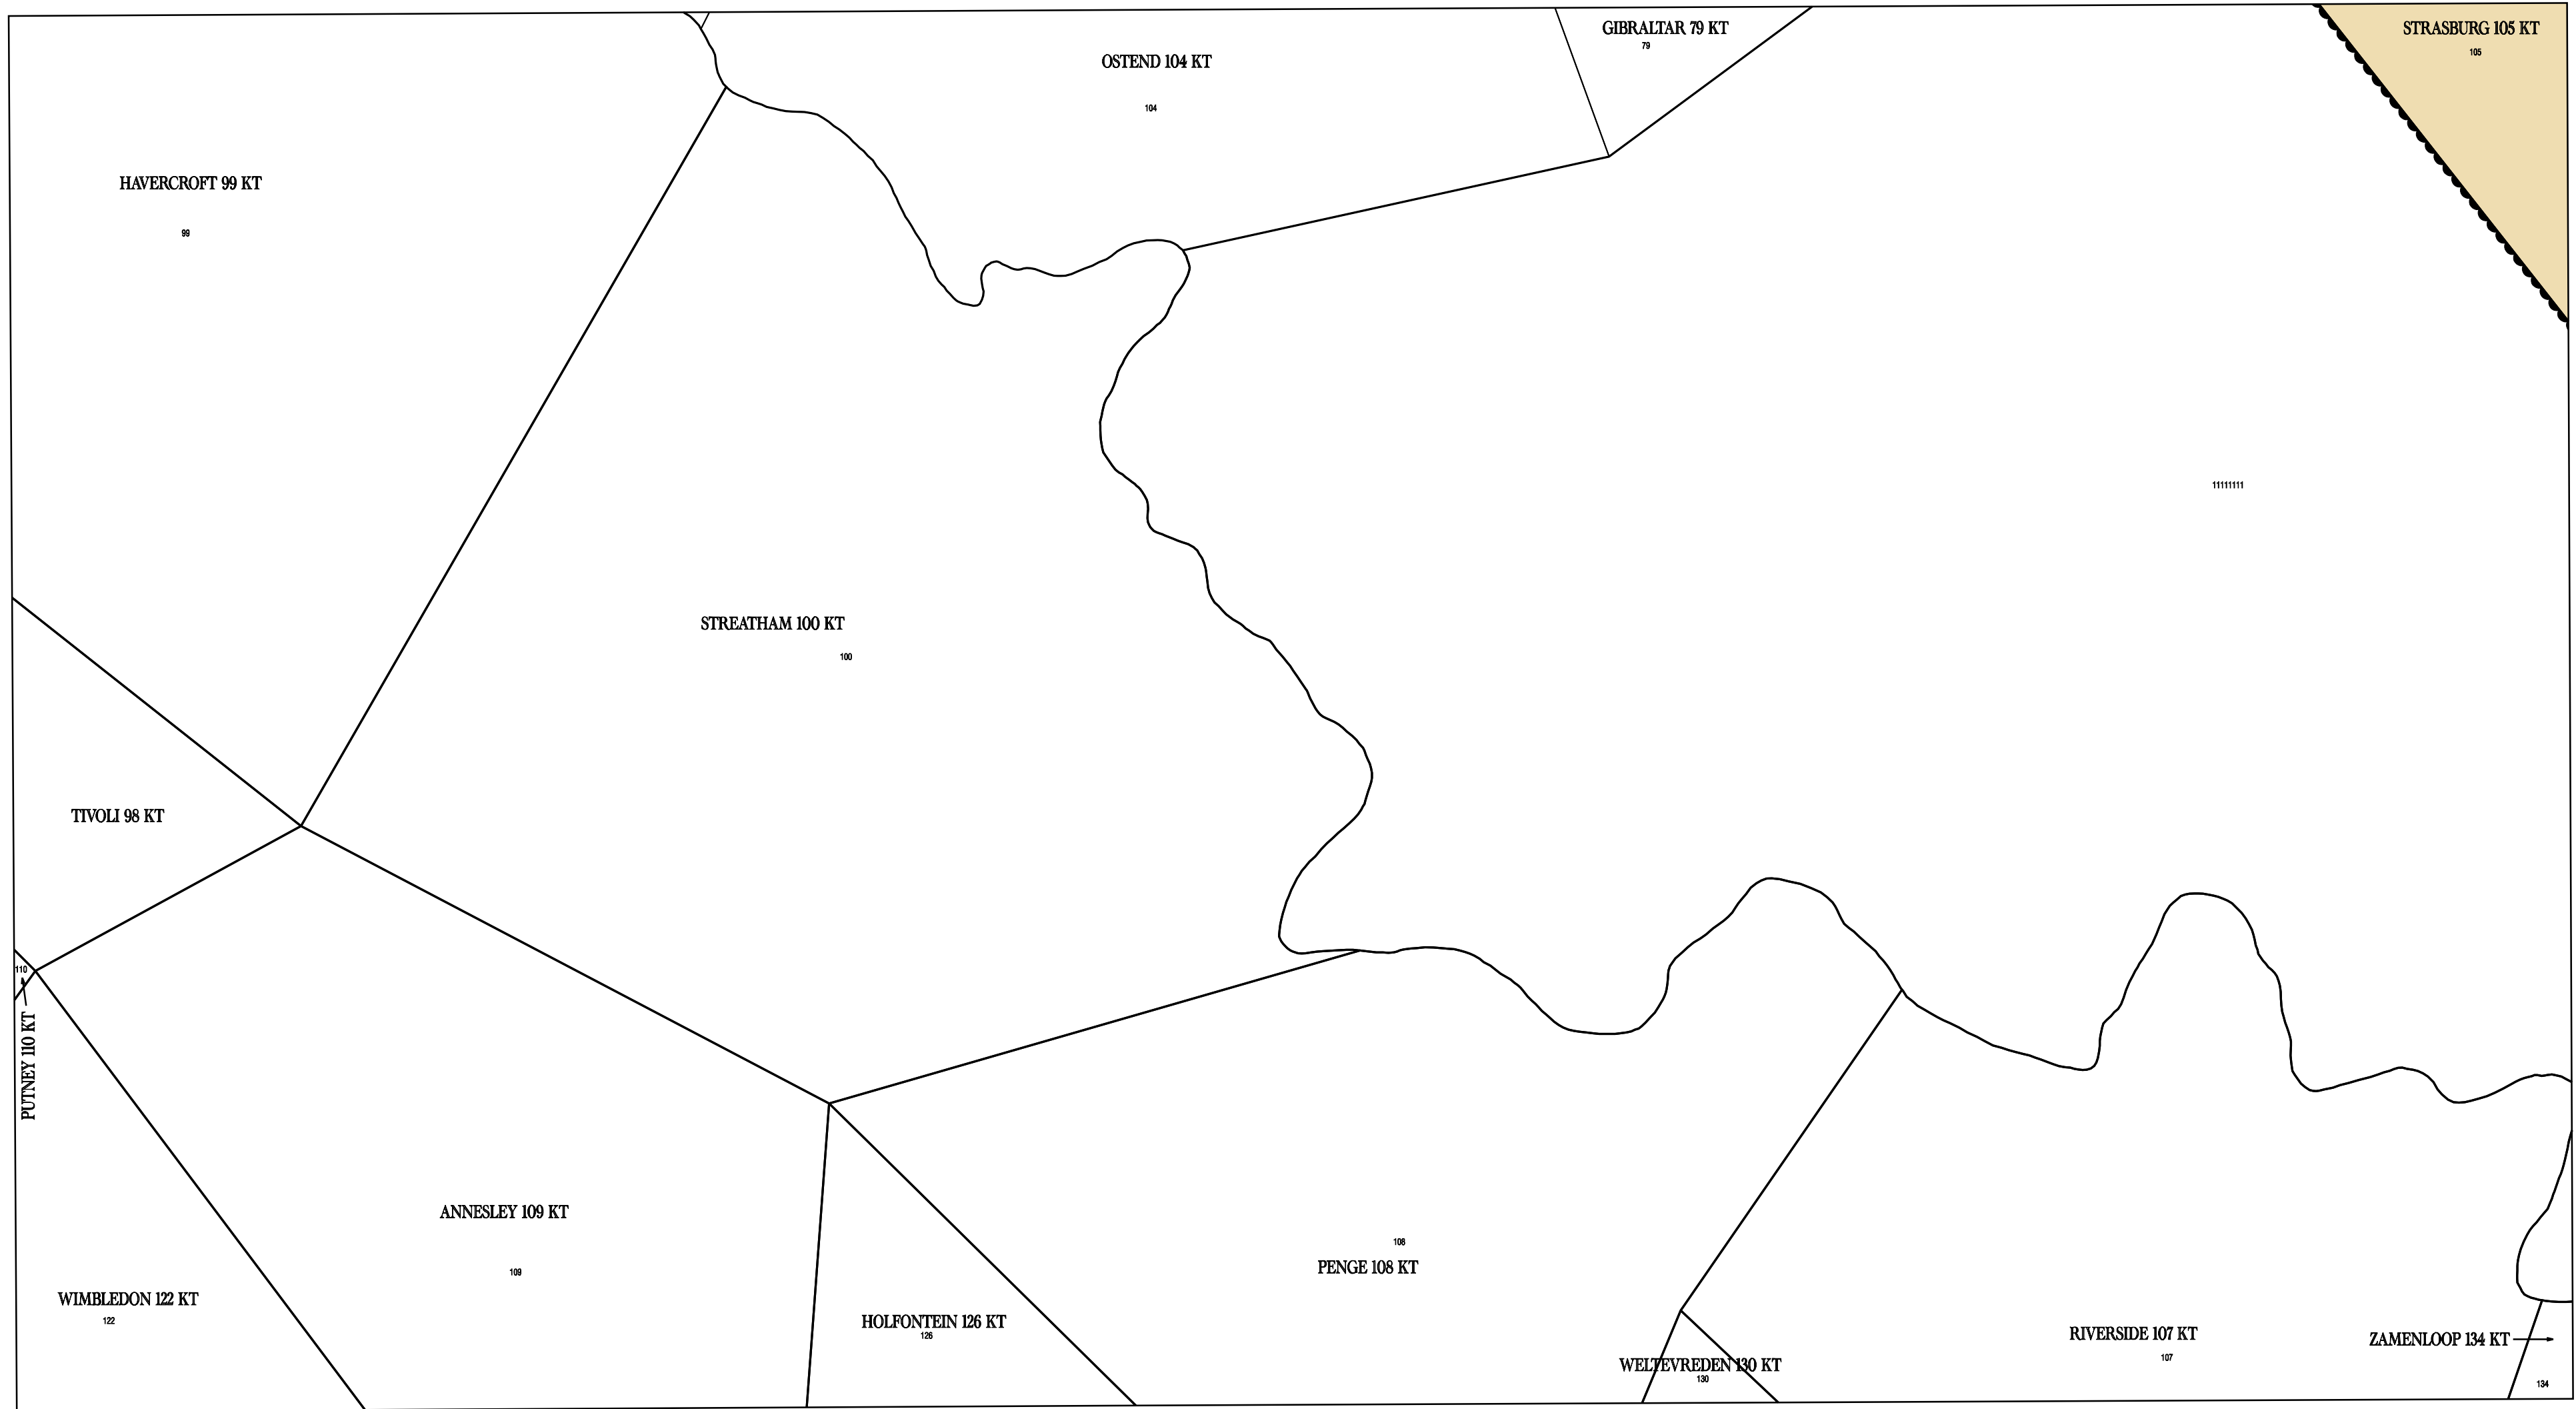 GIBRALTAR 79 KT
79
STRASBURG 105 KT
105
OSTEND 104 KT
104
HAVERCROFT 99 KT
99
11111111
STREATHAM 100 KT
100
TIVOLI 98 KT
110
PUTNEY 110 KT
ANNESLEY 109 KT
109
108
PENGE 108 KT
WIMBLEDON 122 KT
122
HOLFONTEIN 126 KT
126
RIVERSIDE 107 KT
107
ZAMENLOOP 134 KT
134
WELTEVREDEN 130 KT
130